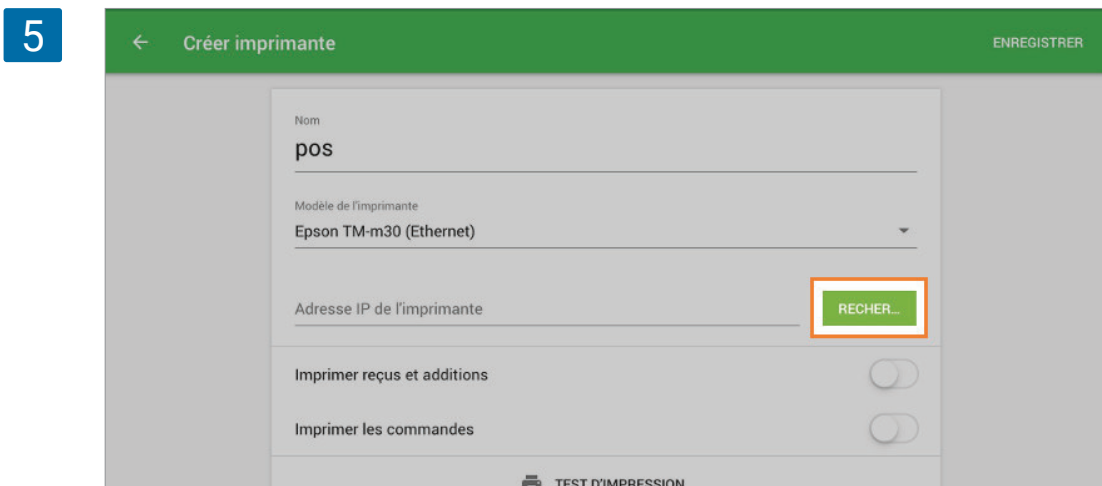 5
Créer imprimante
ENREGISTRER
Nom
pos
Modèle de l'imprimante
Epson TM-m30 (Ethernet)
Adresse IP de l'imprimante
RECHER...
Imprimer reçus et additions
Imprimer les commandes
TEST D'IMPRESSION